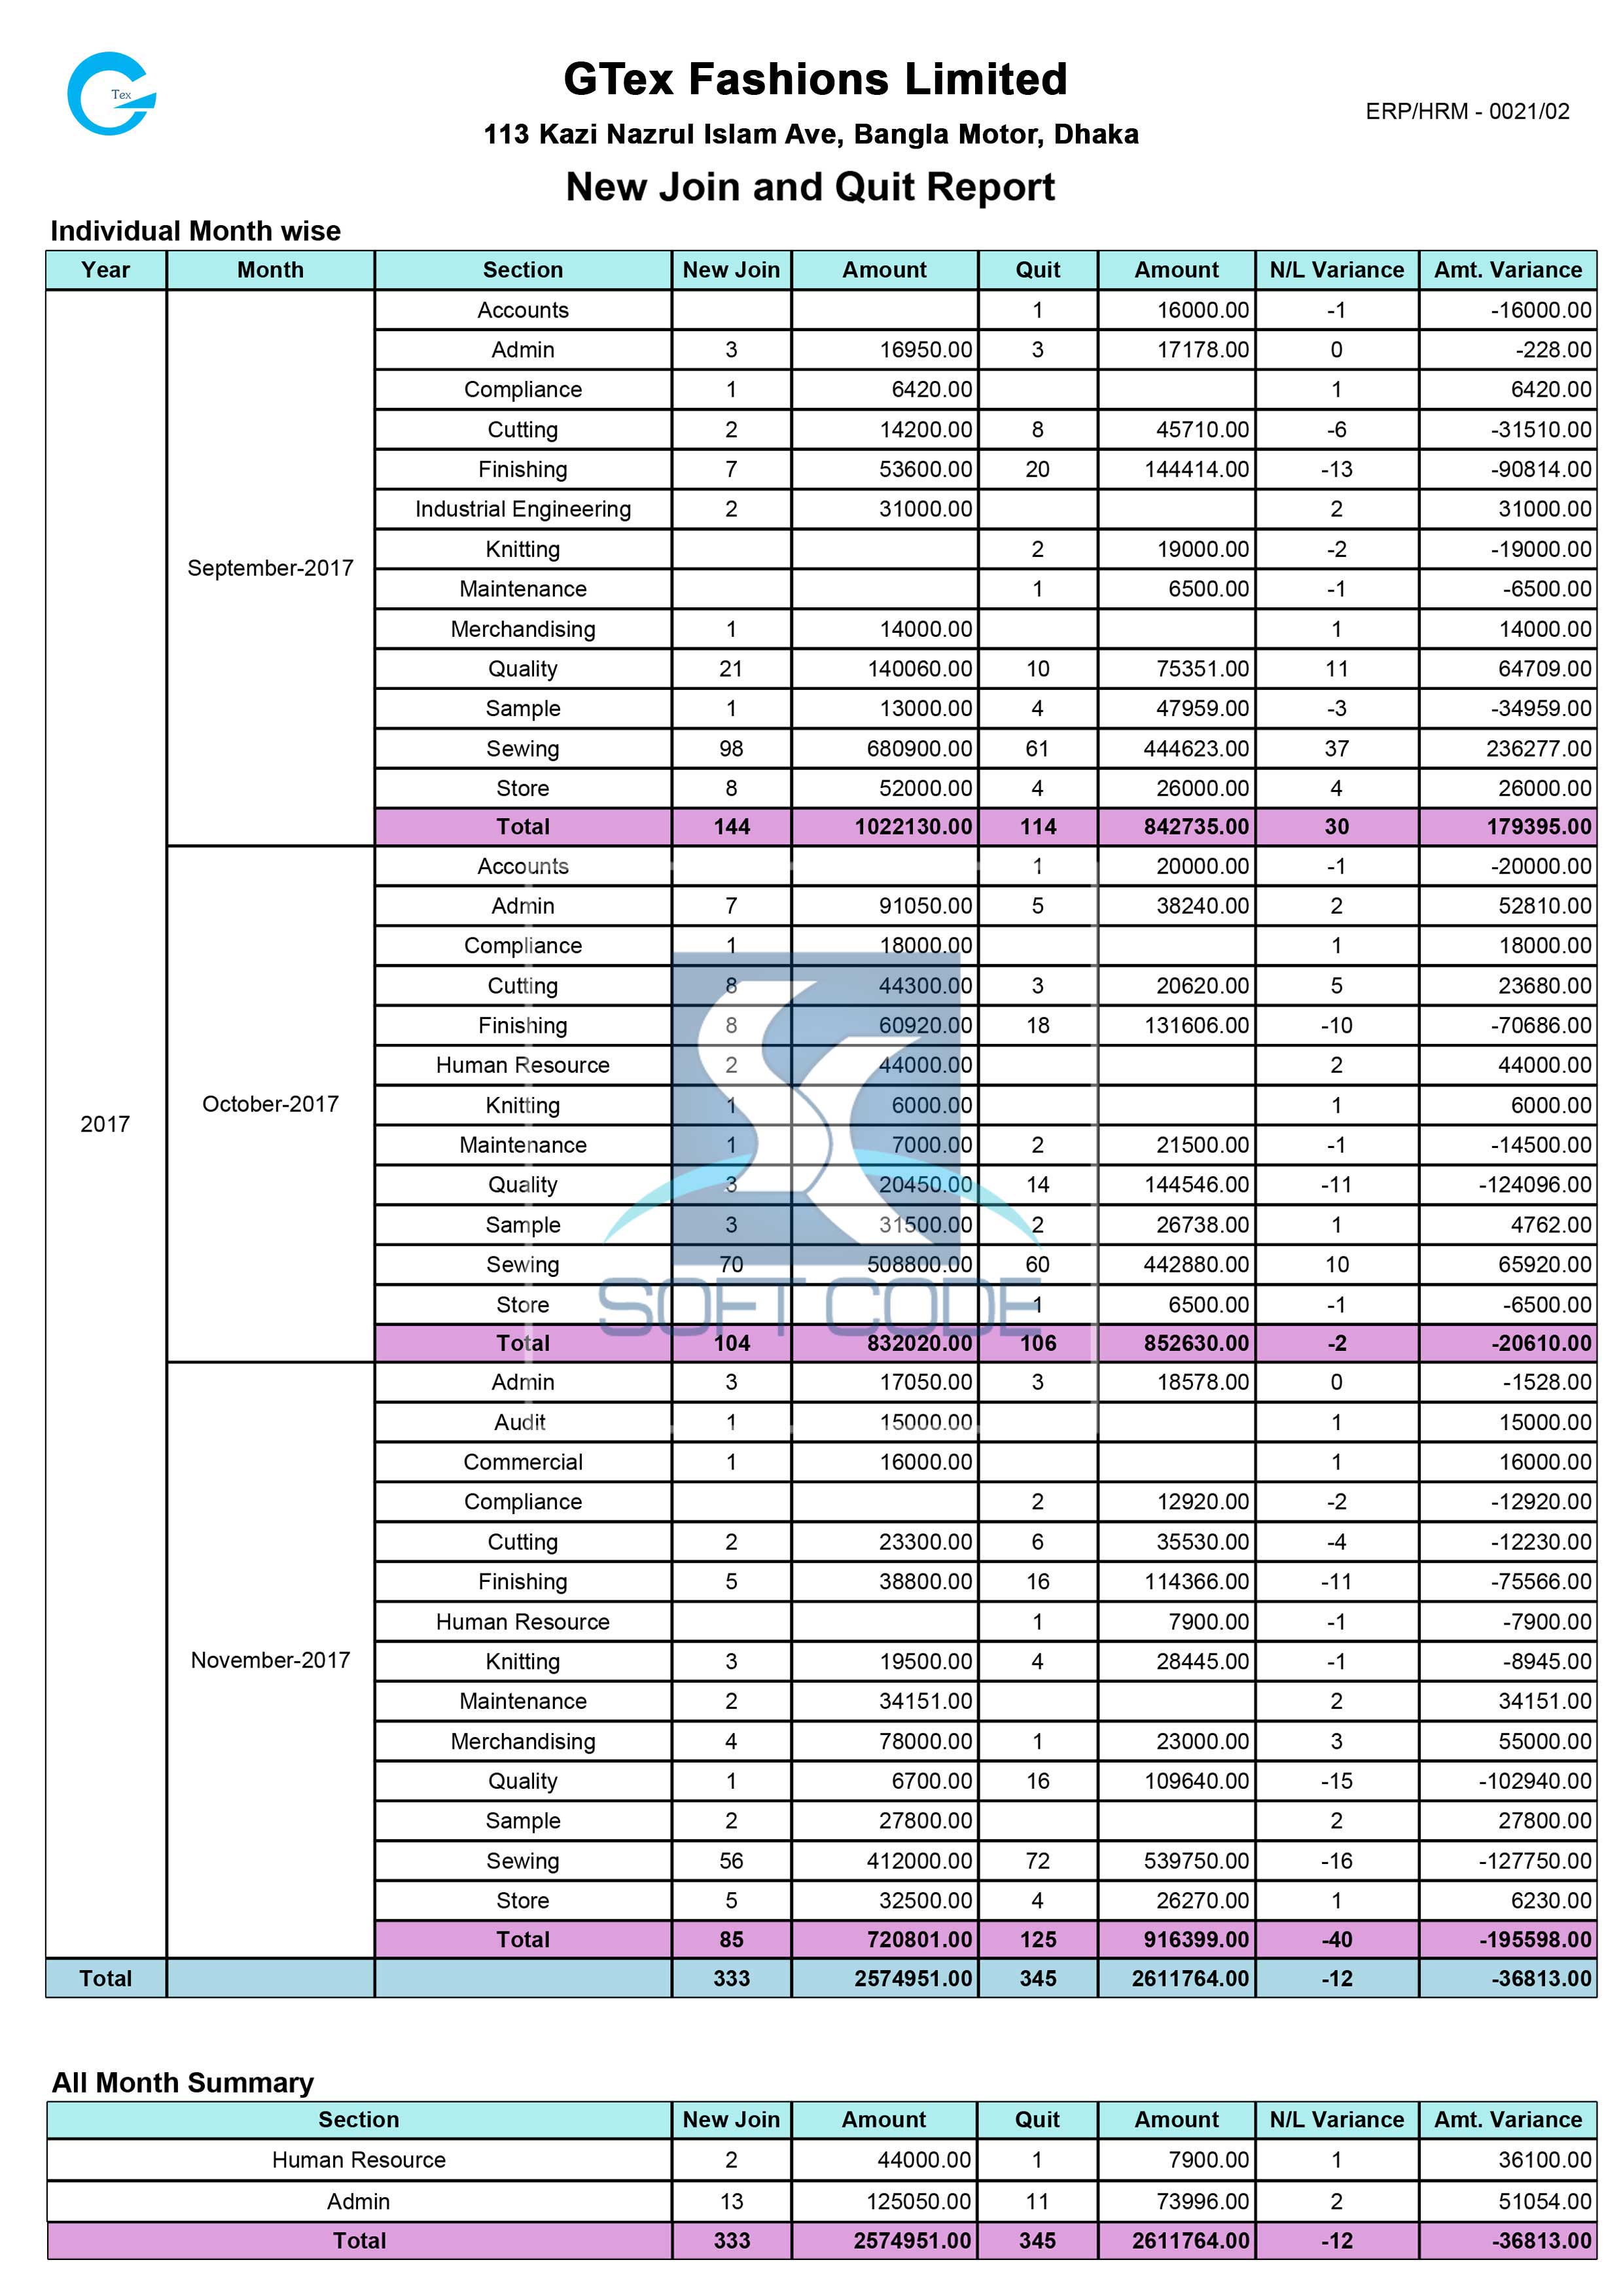 Tex
GTex Fashions Limited
ERP/HRM - 0021/02
113 Kazi Nazrul Islam Ave, Bangla Motor, Dhaka
New Join and Quit Report
Individual Month wise
Year Month Section New Join Amount Quit Amount N/L Variance Amt. Variance
Accounts 1 16000.00 -1 -16000.00
Admin 3 16950.00 3 17178.00 0 -228.00
Compliance 1 6420.00 1 6420.00
Cutting 2 14200.00 8 45710.00 -6 -31510.00
Finishing 7 53600.00 20 144414.00 -13 -90814.00
Industrial Engineering 2 31000.00 2 31000.00
Knitting 2 19000.00 -2 -19000.00
September-2017
Maintenance 1 6500.00 -1 -6500.00
Merchandising 1 14000.00 1 14000.00
Quality 21 140060.00 10 75351.00 11 64709.00
Sample 1 13000.00 4 47959.00 -3 -34959.00
Sewing 98 680900.00 61 444623.00 37 236277.00
Store 8 52000.00 4 26000.00 4 26000.00
Total 144 1022130.00 114 842735.00 30 179395.00
Accounts 1 20000.00 -1 -20000.00
Admin 7 91050.00 5 38240.00 2 52810.00
Compliance 1 18000.00 1 18000.00
Cutting 8 44300.00 3 20620.00 5 23680.00
Finishing 8 60920.00 18 131606.00 -10 -70686.00
Human Resource 2 44000.00 2 44000.00
October-2017 Knitting 1 6000.00 1 6000.00
2017
Maintenance 1 7000.00 2 21500.00 -1 -14500.00
Quality 3 20450.00 14 144546.00 -11 -124096.00
Sample 3 31500.00 2 26738.00 1 4762.00
Sewing 70 508800.00 60 442880.00 10 65920.00
Store 1 6500.00 -1 -6500.00
SOFT CODE
Total 104 832020.00 106 852630.00 -2 -20610.00
Admin 3 17050.00 3 18578.00 0 -1528.00
Audit 1 15000.00 1 15000.00
Commercial 1 16000.00 1 16000.00
Compliance 2 12920.00 -2 -12920.00
Cutting 2 23300.00 6 35530.00 -4 -12230.00
Finishing 5 38800.00 16 114366.00 -11 -75566.00
Human Resource 1 7900.00 -1 -7900.00
November-2017 Knitting 3 19500.00 4 28445.00 -1 -8945.00
Maintenance 2 34151.00 2 34151.00
Merchandising 4 78000.00 1 23000.00 3 55000.00
Quality 1 6700.00 16 109640.00 -15 -102940.00
Sample 2 27800.00 2 27800.00
Sewing 56 412000.00 72 539750.00 -16 -127750.00
Store 5 32500.00 4 26270.00 1 6230.00
Total 85 720801.00 125 916399.00 -40 -195598.00
Total 333 2574951.00 345 2611764.00 -12 -36813.00
All Month Summary
Section New Join Amount Quit Amount N/L Variance Amt. Variance
Human Resource 2 44000.00 1 7900.00 1 36100.00
Admin 13 125050.00 11 73996.00 2 51054.00
Total 333 2574951.00 345 2611764.00 -12 -36813.00